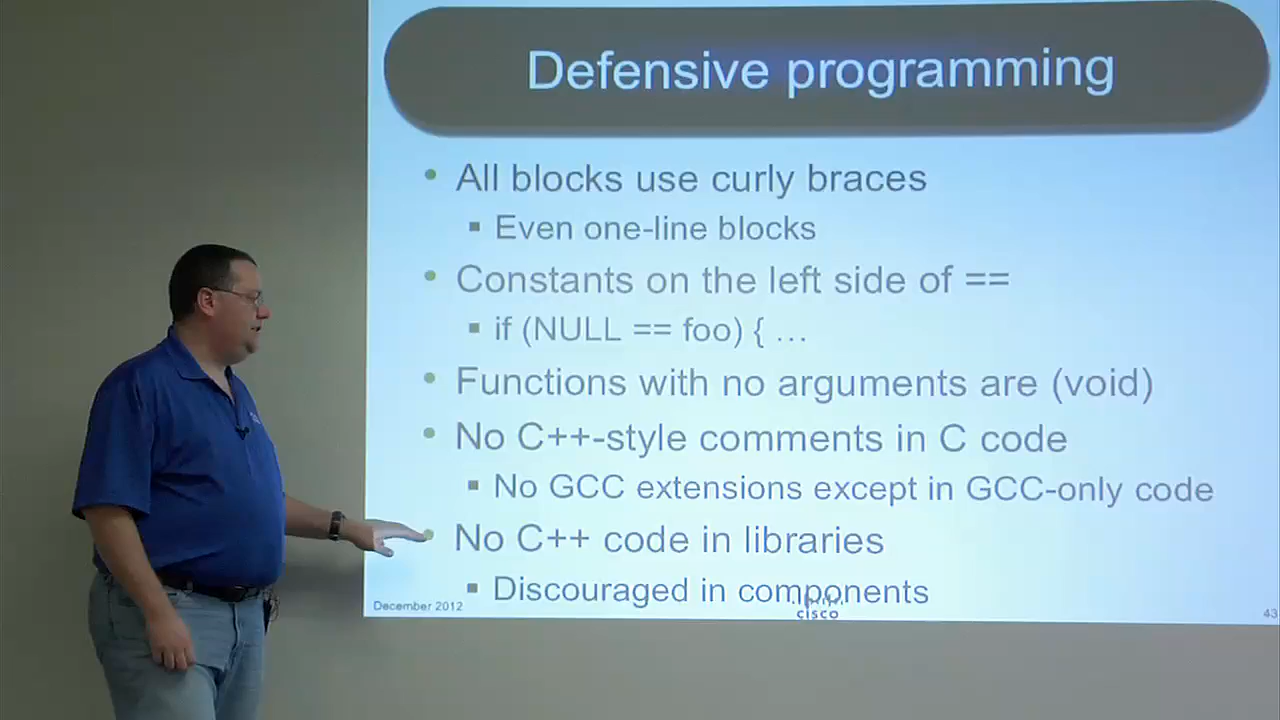 Defensive programming
• All blocks use curly braces
▪ Even one-line blocks
• Constants on the left side of ==
▪ if (NULL == foo) { …
• Functions with no arguments are (void)
• No C++-style comments in C code
▪ No GCC extensions except in GCC-only code
• No C++ code in libraries
▪ Discouraged in components
December 2012
cisco
43